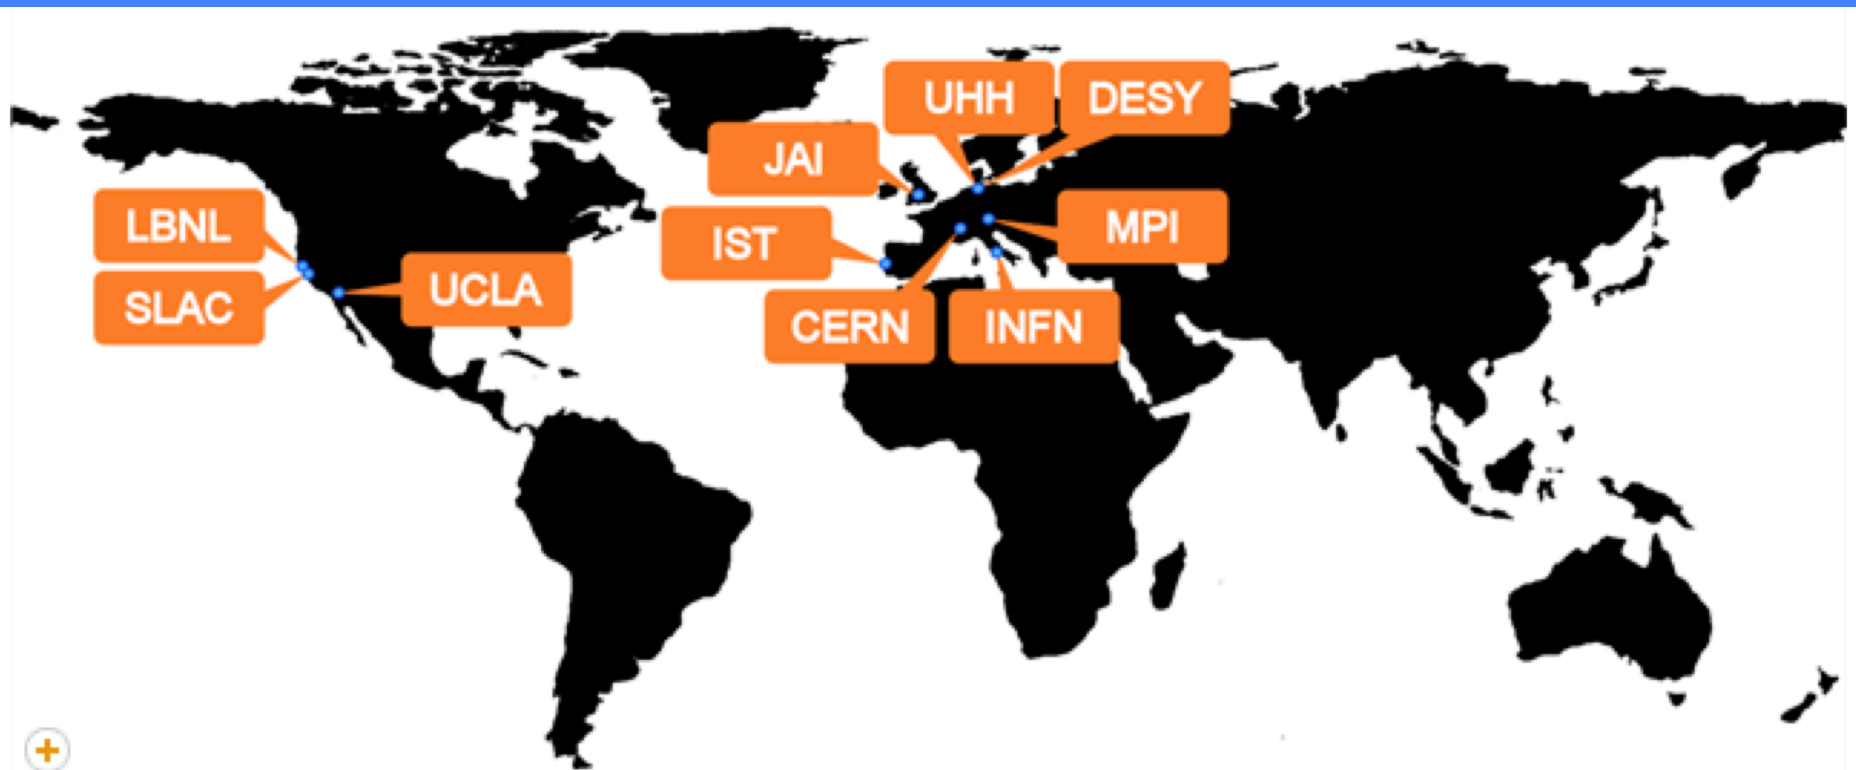 UHH
DESY
JAI
LBNL
IST
MPI
SLAC
UCLA
CERN
INFN